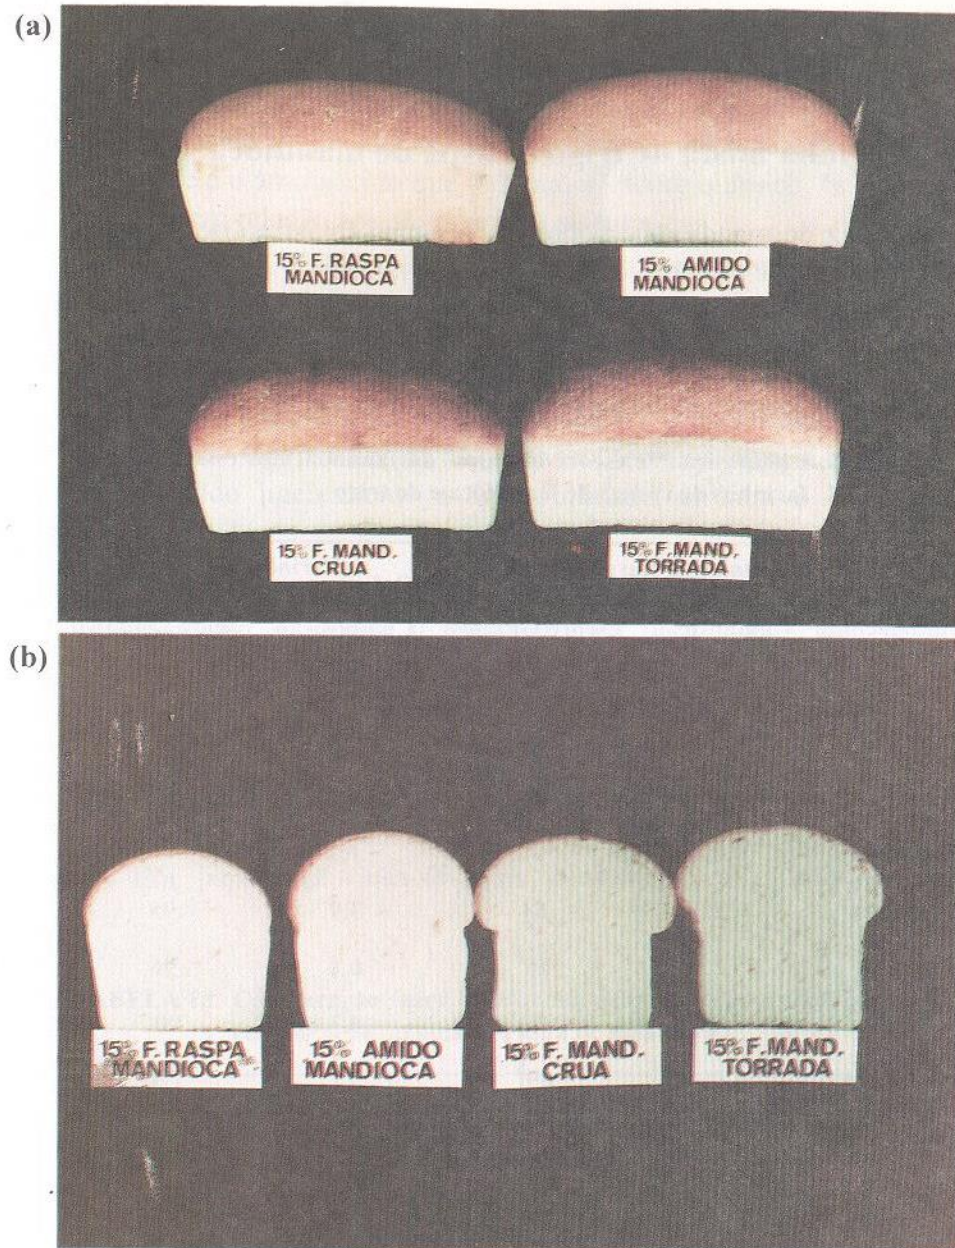 (a)
15% F. RASPA
MANDIOCA
15% AMIDO
MANDIOCA
15% F. MAND.
CRUA
15% F. MAND.
TORRADA
(b)
15% F. RASPA
MANDIOCA
15% AMIDO
MANDIOCA
15% F. MAND.
CRUA
15% F. MAND.
TORRADA